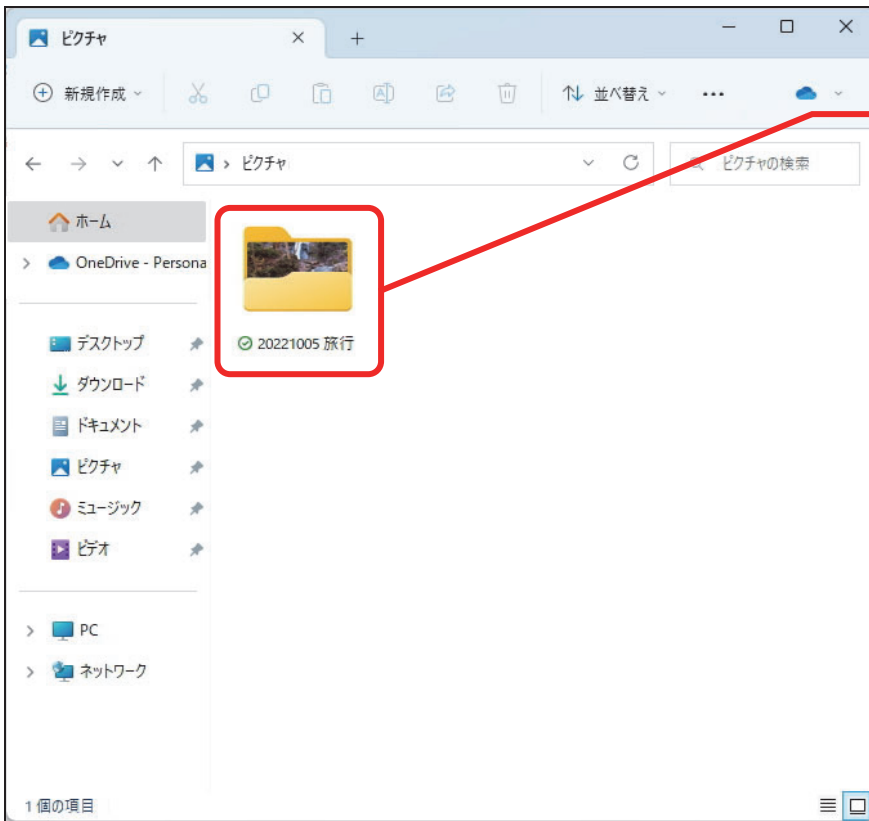 ピクチャ
新規作成
並べ替え
ピクチャ
ピクチャの検索
ホーム
OneDrive - Persona
デスクトップ
ダウンロード
ドキュメント
ピクチャ
ミュージック
ビデオ
PC
ネットワーク
20221005 旅行
1 個の項目